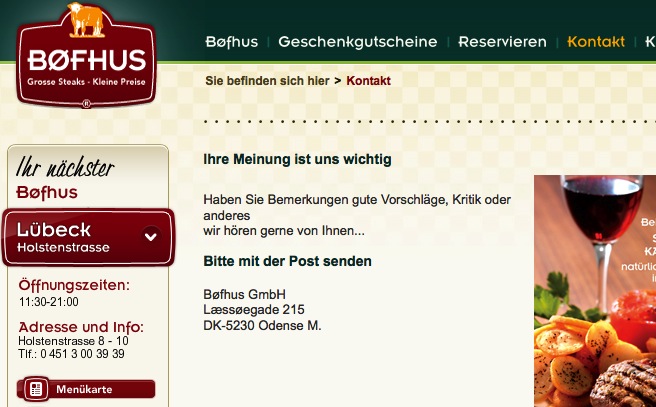 BØFHUS
Grosse Steaks - Kleine Preise
®
Bøfhus | Geschenkgutscheine | Reservieren | Kontakt | K
Sie befinden sich hier > Kontakt
Ihr nächster
Bøfhus
Lübeck
Holstenstrasse
Öffnungszeiten:
11:30-21:00
Adresse und Info:
Holstenstrasse 8 - 10
Tlf.: 0 451 3 00 39 39
Menükarte
Ihre Meinung ist uns wichtig
Haben Sie Bemerkungen gute Vorschläge, Kritik oder
anderes
wir hören gerne von Ihnen...
Bitte mit der Post senden
Bøfhus GmbH
Læssøegade 215
DK-5230 Odense M.
Be
S
KA
natürlic
i